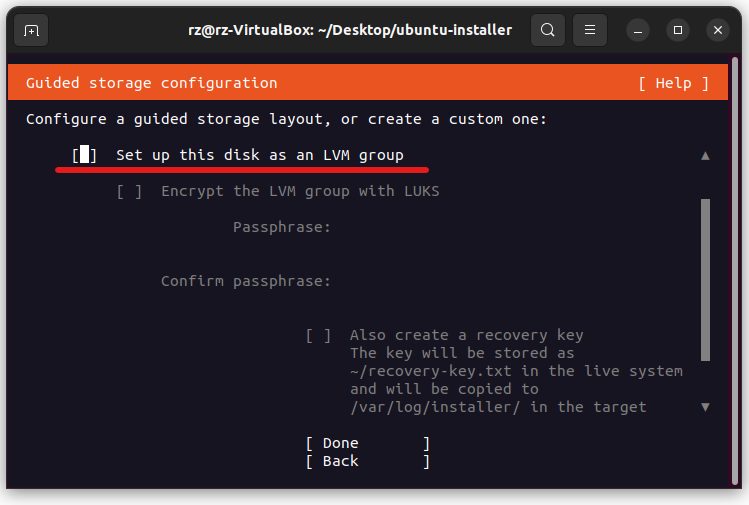 rz@rz-VirtualBox: ~/Desktop/ubuntu-installer
Guided storage configuration [ Help ]
Configure a guided storage layout, or create a custom one:
[ ] Set up this disk as an LVM group
[ ] Encrypt the LVM group with LUKS
Passphrase:
Confirm passphrase:
[ ] Also create a recovery key
The key will be stored as
~/recovery-key.txt in the live system
and will be copied to
/var/log/installer/ in the target
[ Done ]
[ Back ]